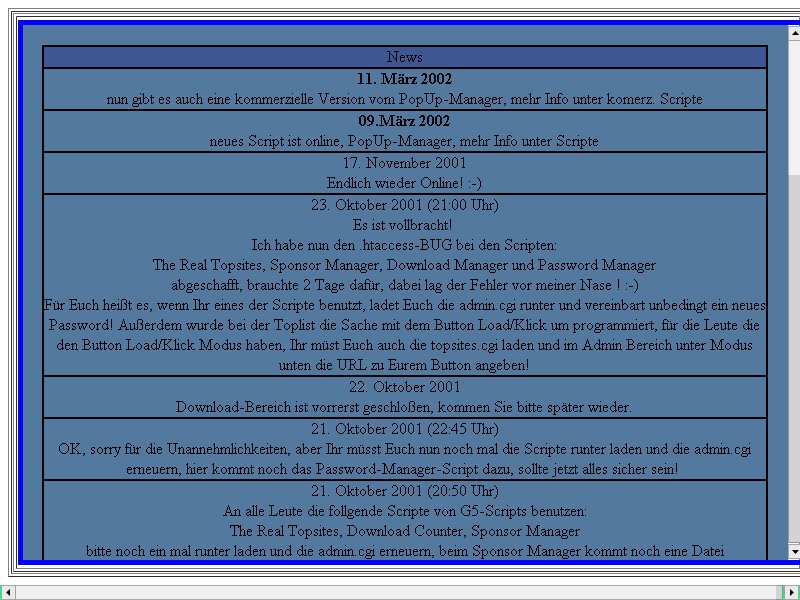 News
11. März 2002
nun gibt es auch eine kommerzielle Version vom PopUp-Manager, mehr Info unter komerz. Scripte
09.März 2002
neues Script ist online, PopUp-Manager, mehr Info unter Scripte
17. November 2001
Endlich wieder Online! :-)
23. Oktober 2001 (21:00 Uhr)
Es ist vollbracht!
Ich habe nun den .htaccess-BUG bei den Scripten:
The Real Topsites, Sponsor Manager, Download Manager und Password Manager
abgeschafft, brauchte 2 Tage dafür, dabei lag der Fehler vor meiner Nase ! :-)
Für Euch heißt es, wenn Ihr eines der Scripte benutzt, ladet Euch die admin.cgi runter und vereinbart unbedingt ein neues
Password! Außerdem wurde bei der Toplist die Sache mit dem Button Load/Klick um programmiert, für die Leute die
den Button Load/Klick Modus haben, Ihr müst Euch auch die topsites.cgi laden und im Admin Bereich unter Modus
unten die URL zu Eurem Button angeben!
22. Oktober 2001
Download-Bereich ist vorrerst geschloßen, kommen Sie bitte später wieder.
21. Oktober 2001 (22:45 Uhr)
OK, sorry für die Unannehmlichkeiten, aber Ihr müsst Euch nun noch mal die Scripte runter laden und die admin.cgi
erneuern, hier kommt noch das Password-Manager-Script dazu, sollte jetzt alles sicher sein!
21. Oktober 2001 (20:50 Uhr)
An alle Leute die follgende Scripte von G5-Scripts benutzen:
The Real Topsites, Download Counter, Sponsor Manager
bitte noch ein mal runter laden und die admin.cgi erneuern, beim Sponsor Manager kommt noch eine Datei